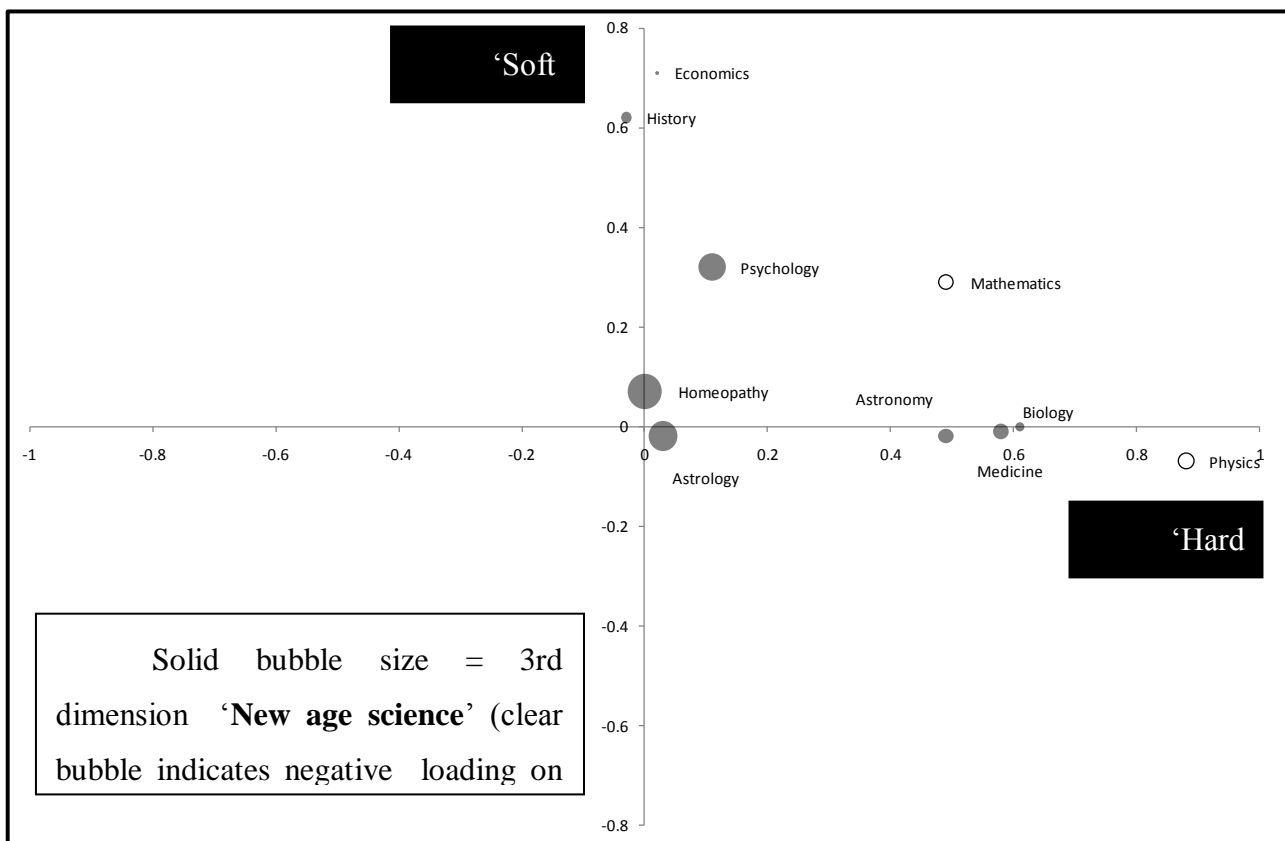 0.8
‘Soft
Economics
0.6
History
0.4
Psychology
Mathematics
0.2
Homeopathy
Astronomy
Biology
0
-1
-0.8
-0.6
-0.4
-0.2
0
0.2
0.4
0.6
0.8
1
Physics
Astrology
Medicine
-0.2
‘Hard
-0.4
Solid bubble size = 3rd
dimension ‘New age science’ (clear
bubble indicates negative loading on
-0.6
-0.8